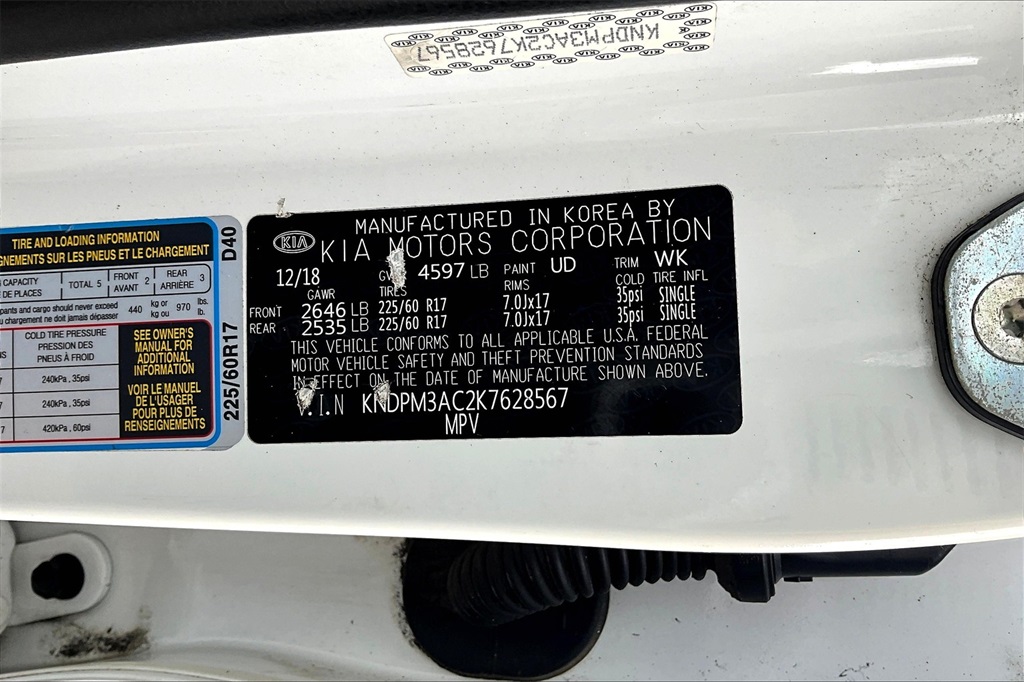 KNDPM3AC2K7628567
TIRE AND LOADING INFORMATION
GNEMENTS SUR LES PNEUS ET LE CHARGEMENT
CAPACITY
DE PLACES
TOTAL 5
FRONT
AVANT 2
REAR
ARRIÈRE 3
pants and cargo should never exceed
u chargement ne doit jamais dépasser
440 kg or
ou 970 lbs.
lb.
COLD TIRE PRESSURE
PRESSION DES
PNEUS À FROID
240kPa , 35psi
240kPa , 35psi
420kPa , 60psi
SEE OWNER'S
MANUAL FOR
ADDITIONAL
INFORMATION
VOIR LE MANUEL
DE L'USAGER
POUR PLUS DE
RENSEIGNEMENTS
225/60R17
D40
MANUFACTURED IN KOREA BY
KIA KIA MOTORS CORPORATION
12/18 4597 LB PAINT UD TRIM WK
GAWR TIRES RIMS COLD TIRE INFL
FRONT 2646 LB 225/60 R17 7.0Jx17 35psi SINGLE
REAR 2535 LB 225/60 R17 7.0Jx17 35psi SINGLE
THIS VEHICLE CONFORMS TO ALL APPLICABLE U.S.A. FEDERAL
MOTOR VEHICLE SAFETY AND THEFT PREVENTION STANDARDS
IN EFFECT ON THE DATE OF MANUFACTURE SHOWN ABOVE.
V.I.N KNDPM3AC2K7628567
MPV